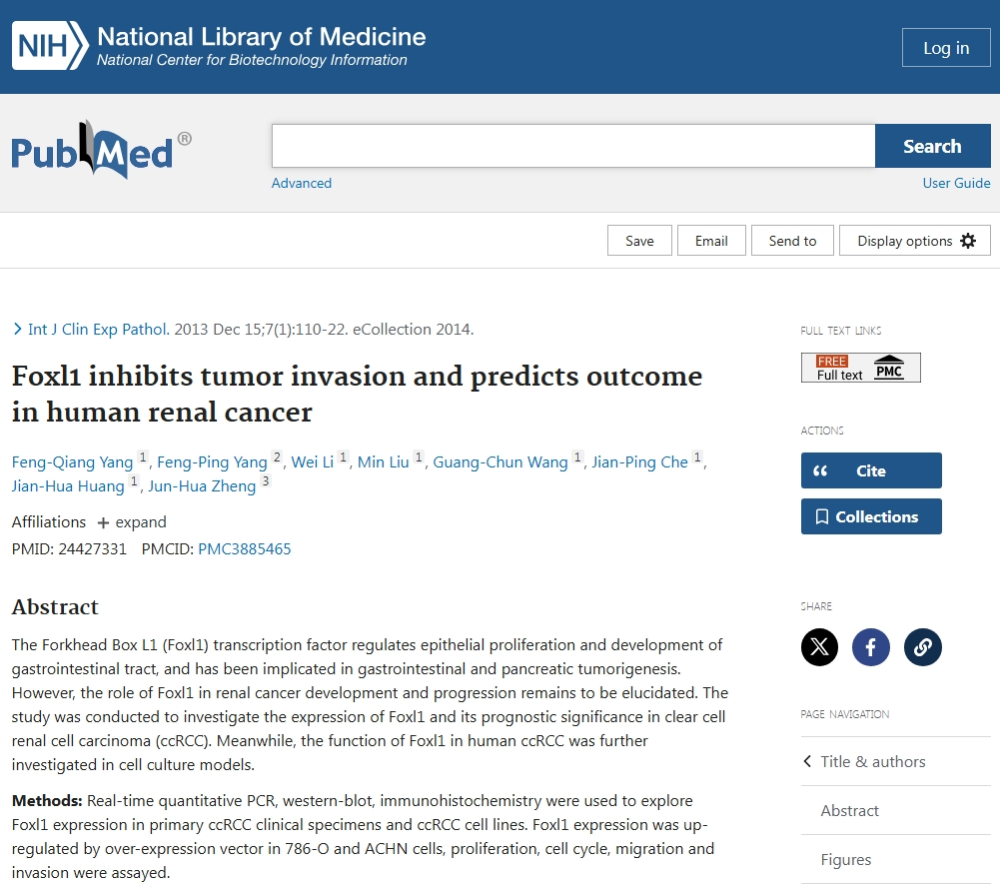 NIH National Library of Medicine
National Center for Biotechnology Information
Log in
PubMed®
Search
Advanced
User Guide
Save
Email
Send to
Display options
Int J Clin Exp Pathol. 2013 Dec 15;7(1):110-22. eCollection 2014.
Foxl1 inhibits tumor invasion and predicts outcome
in human renal cancer
Feng-Qiang Yang 1, Feng-Ping Yang 2, Wei Li 1, Min Liu 1, Guang-Chun Wang 1, Jian-Ping Che 1,
Jian-Hua Huang 1, Jun-Hua Zheng 3
Affiliations + expand
PMID: 24427331 PMCID: PMC3885465
Abstract
The Forkhead Box L1 (Foxl1) transcription factor regulates epithelial proliferation and development of
gastrointestinal tract, and has been implicated in gastrointestinal and pancreatic tumorigenesis.
However, the role of Foxl1 in renal cancer development and progression remains to be elucidated. The
study was conducted to investigate the expression of Foxl1 and its prognostic significance in clear cell
renal cell carcinoma (ccRCC). Meanwhile, the function of Foxl1 in human ccRCC was further
investigated in cell culture models.
Methods: Real-time quantitative PCR, western-blot, immunohistochemistry were used to explore
Foxl1 expression in primary ccRCC clinical specimens and ccRCC cell lines. Foxl1 expression was up-
regulated by over-expression vector in 786-O and ACHN cells, proliferation, cell cycle, migration and
invasion were assayed.
FULL TEXT LINKS
FREE
Full text PMC
ACTIONS
Cite
Collections
SHARE
PAGE NAVIGATION
Title & authors
Abstract
Figures